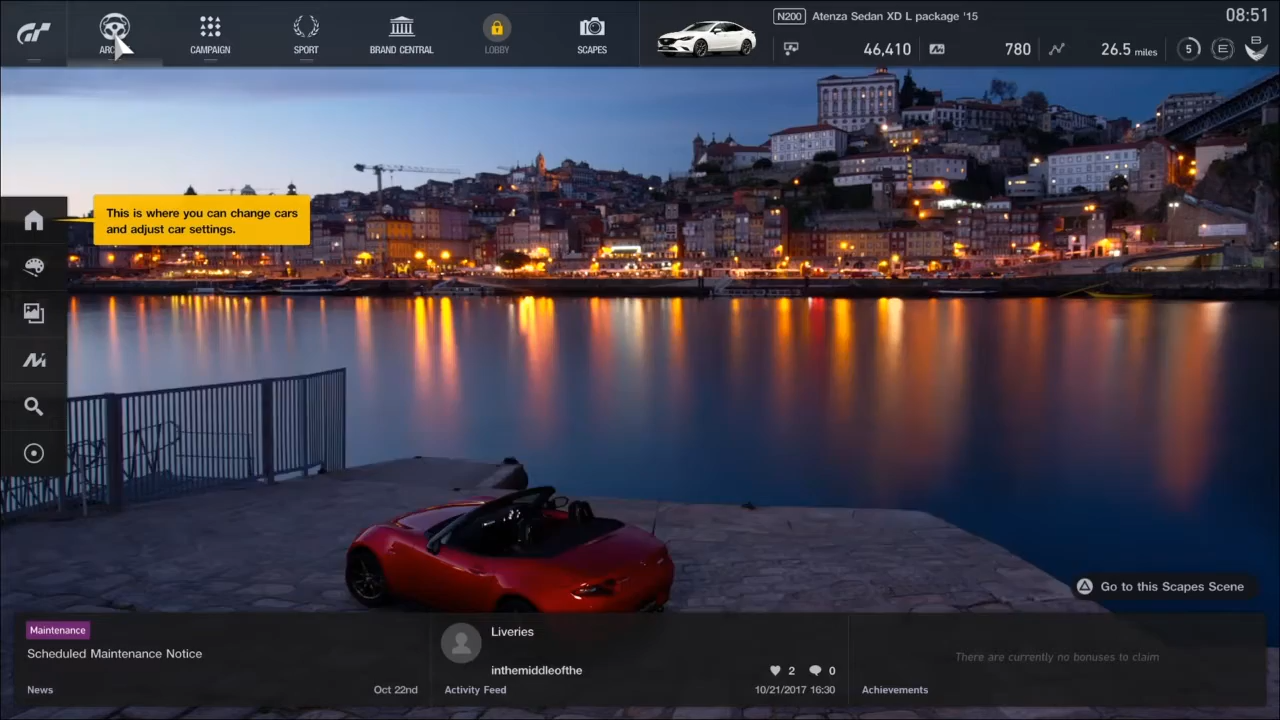 CAMPAIGN
SPORT
BRAND CENTRAL
LOBBY
SCAPES
N200 Atenza Sedan XD L package '15
46,410
780
26.5 miles
5
E
B
08:51
This is where you can change cars
and adjust car settings.
Go to this Scapes Scene
Maintenance
Scheduled Maintenance Notice
News
Oct 22nd
Liveries
inthemiddleofthe
2
0
Activity Feed
10/21/2017 16:30
There are currently no bonuses to claim
Achievements